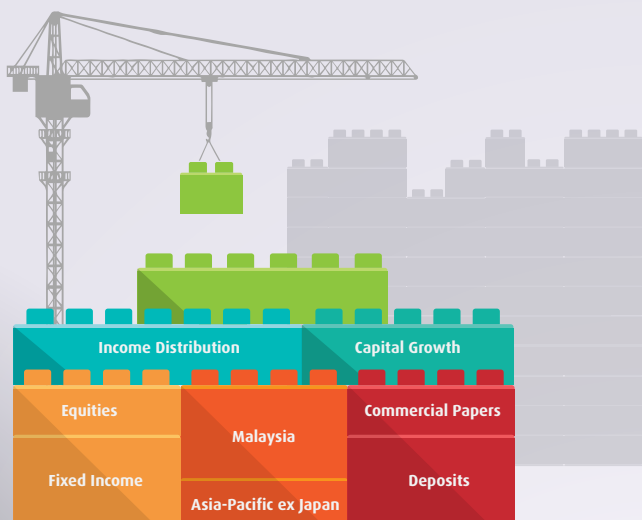 Income Distribution
Capital Growth
Equities
Malaysia
Commercial Papers
Fixed Income
Asia-Pacific ex Japan
Deposits